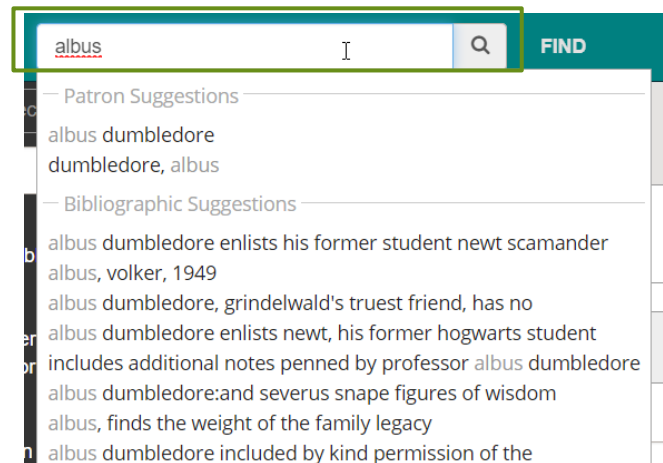 albus
FIND
Patron Suggestions
albus dumbledore
dumbledore, albus
Bibliographic Suggestions
albus dumbledore enlists his former student newt scamander
albus, volker, 1949
albus dumbledore, grindelwald's truest friend, has no
albus dumbledore enlists newt, his former hogwarts student
includes additional notes penned by professor albus dumbledore
albus dumbledore:and severus snape figures of wisdom
albus, finds the weight of the family legacy
albus dumbledore included by kind permission of the